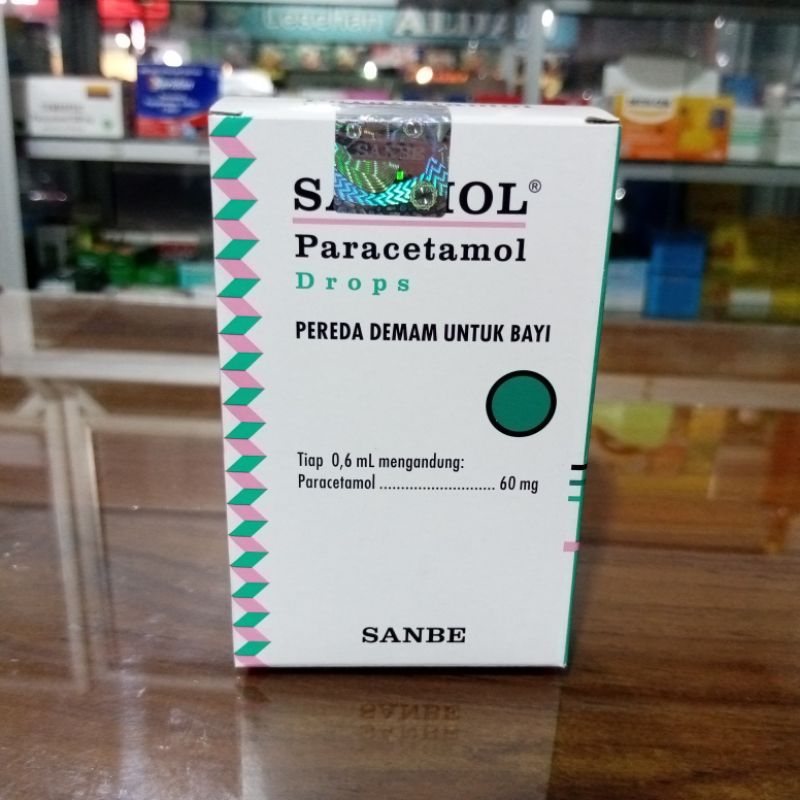 Paracetamol
Drops
PEREDA DEMAM UNTUK BAYI
Tiap 0,6 mL mengandung:
Paracetamol ........................... 60 mg
SANBE